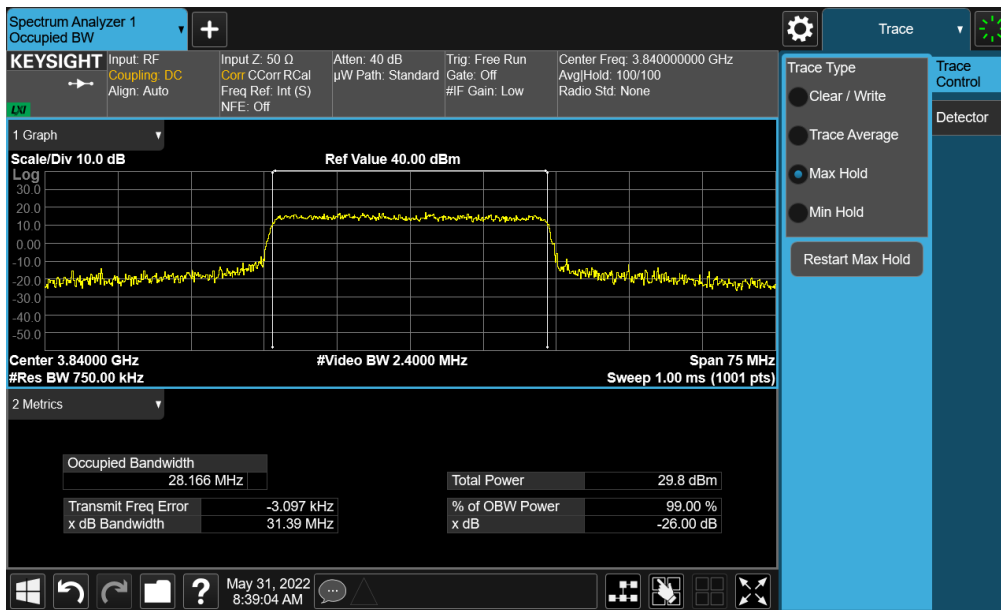 Spectrum Analyzer 1
Occupied BW
Trace
KEYSIGHT
LXI
Input: RF
Coupling: DC
Align: Auto
Input Z: 50 Ω
Corr CCorr RCal
Freq Ref: Int (S)
NFE: Off
Atten: 40 dB
µW Path: Standard
Trig: Free Run
Gate: Off
#IF Gain: Low
Center Freq: 3.840000000 GHz
Avg|Hold: 100/100
Radio Std: None
Trace Type
Clear / Write
Trace Average
Max Hold
Min Hold
Restart Max Hold
Trace
Control
Detector
1 Graph
Scale/Div 10.0 dB
Ref Value 40.00 dBm
Log
30.0
20.0
10.0
0.00
-10.0
-20.0
-30.0
-40.0
-50.0
Center 3.84000 GHz
#Video BW 2.4000 MHz
Span 75 MHz
#Res BW 750.00 kHz
Sweep 1.00 ms (1001 pts)
2 Metrics
Occupied Bandwidth
28.166 MHz
Total Power 29.8 dBm
Transmit Freq Error -3.097 kHz
% of OBW Power 99.00 %
x dB Bandwidth 31.39 MHz
x dB -26.00 dB
?
May 31, 2022
8:39:04 AM